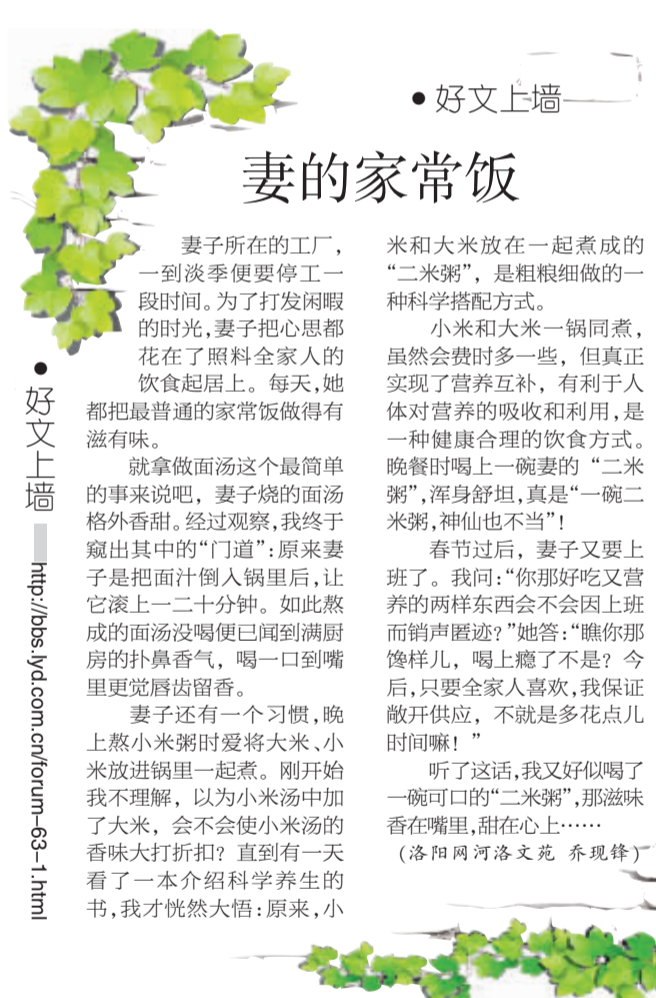 ●好文上墙
妻的家常饭
妻子所在的工厂，
一到淡季便要停工一
段时间。为了打发闲暇
的时光，妻子把心思都
花在了照料全家人的
饮食起居上。每天，她
都把最普通的家常饭做得有
滋有味。
就拿做面汤这个最简单
的事来说吧，妻子烧的面汤
格外香甜。经过观察，我终于
窥出其中的“门道”：原来妻
子是把面汁倒入锅里后，让
它滚上一二十分钟。如此熬
成的面汤没喝便已闻到满厨
房的扑鼻香气，喝一口到嘴
里更觉唇齿留香。
妻子还有一个习惯，晚
上熬小米粥时爱将大米、小
米放进锅里一起煮。刚开始
我不理解，以为小米汤中加
了大米，会不会使小米汤的
香味大打折扣？直到有一天
看了一本介绍科学养生的
书，我才恍然大悟：原来，小
米和大米放在一起煮成的
“二米粥”，是粗粮细做的一
种科学搭配方式。
小米和大米一锅同煮，
虽然会费时多一些，但真正
实现了营养互补，有利于人
体对营养的吸收和利用，是
一种健康合理的饮食方式。
晚餐时喝上一碗妻的“二米
粥”，浑身舒坦，真是“一碗二
米粥，神仙也不当”！
春节过后，妻子又要上
班了。我问：“你那好吃又营
养的两样东西会不会因上班
而销声匿迹？”她答：“瞧你那
馋样儿，喝上瘾了不是？今
后，只要全家人喜欢，我保证
敞开供应，不就是多花点儿
时间嘛！”
听了这话，我又好似喝了
一碗可口的“二米粥”，那滋味
香在嘴里，甜在心上……
（洛阳网河洛文苑 乔现锋）
●好文上墙 http://bbs.lyd.com.cn/forum-63-1.html